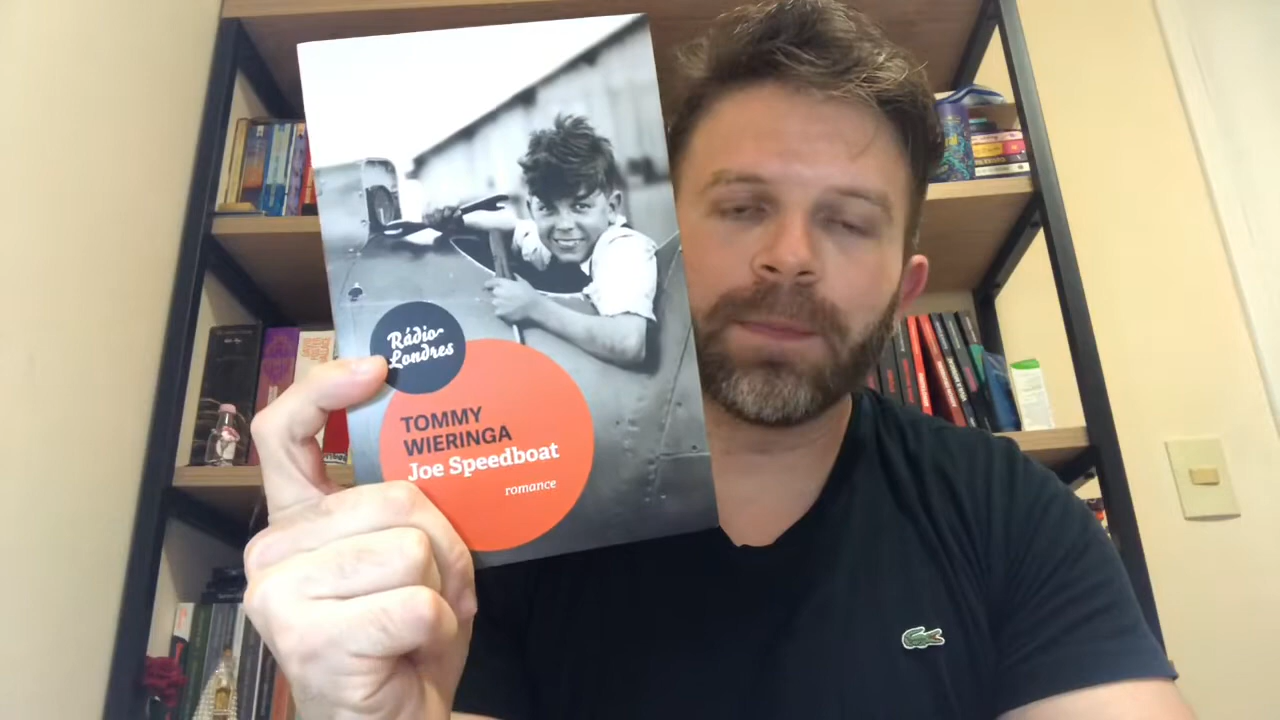 Rádio
Londres
TOMMY
WIERINGA
Joe Speedboat
romance